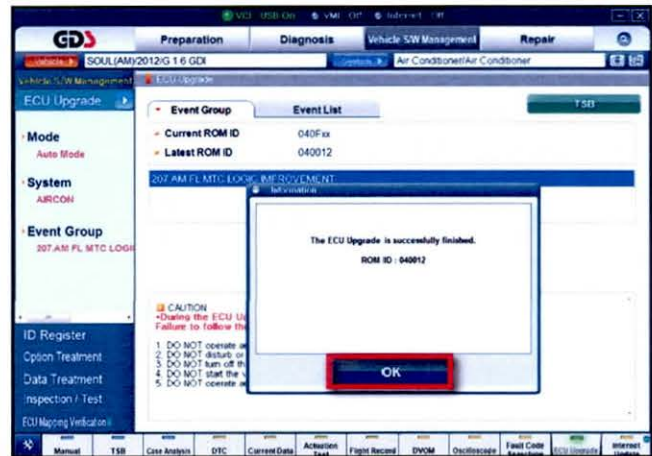 VCI USB On VMI Off Internet Off
GDS Preparation Diagnosis Vehicle S/W Management Repair
Vehicle SOUL(AM)/2012/G 1.6 GDI System Air Conditioner/Air Conditioner
Vehicle S/W Management ECU Upgrade
ECU Upgrade
Event Group Event List TSB
Mode
Auto Mode
Current ROM ID 040Fxx
Latest ROM ID 040012
System
AIRCON
207.AM FL MTC LOGIC IMPROVEMENT
Information
Event Group
207.AM FL MTC LOGI
The ECU Upgrade is successfully finished.
ROM ID : 040012
OK
CAUTION
•During the ECU U
Failure to follow the
1. DO NOT operate a
2. DO NOT disturb or
3. DO NOT turn off th
4. DO NOT start the v
5. DO NOT operate a
ID Register
Option Treatment
Data Treatment
Inspection / Test
ECU Mapping Verification
Manual TSB Case Analysis DTC Current Data Actuation Test Flight Record DVOM Oscilloscope Fault Code Searching ECU Upgrade Internet Update